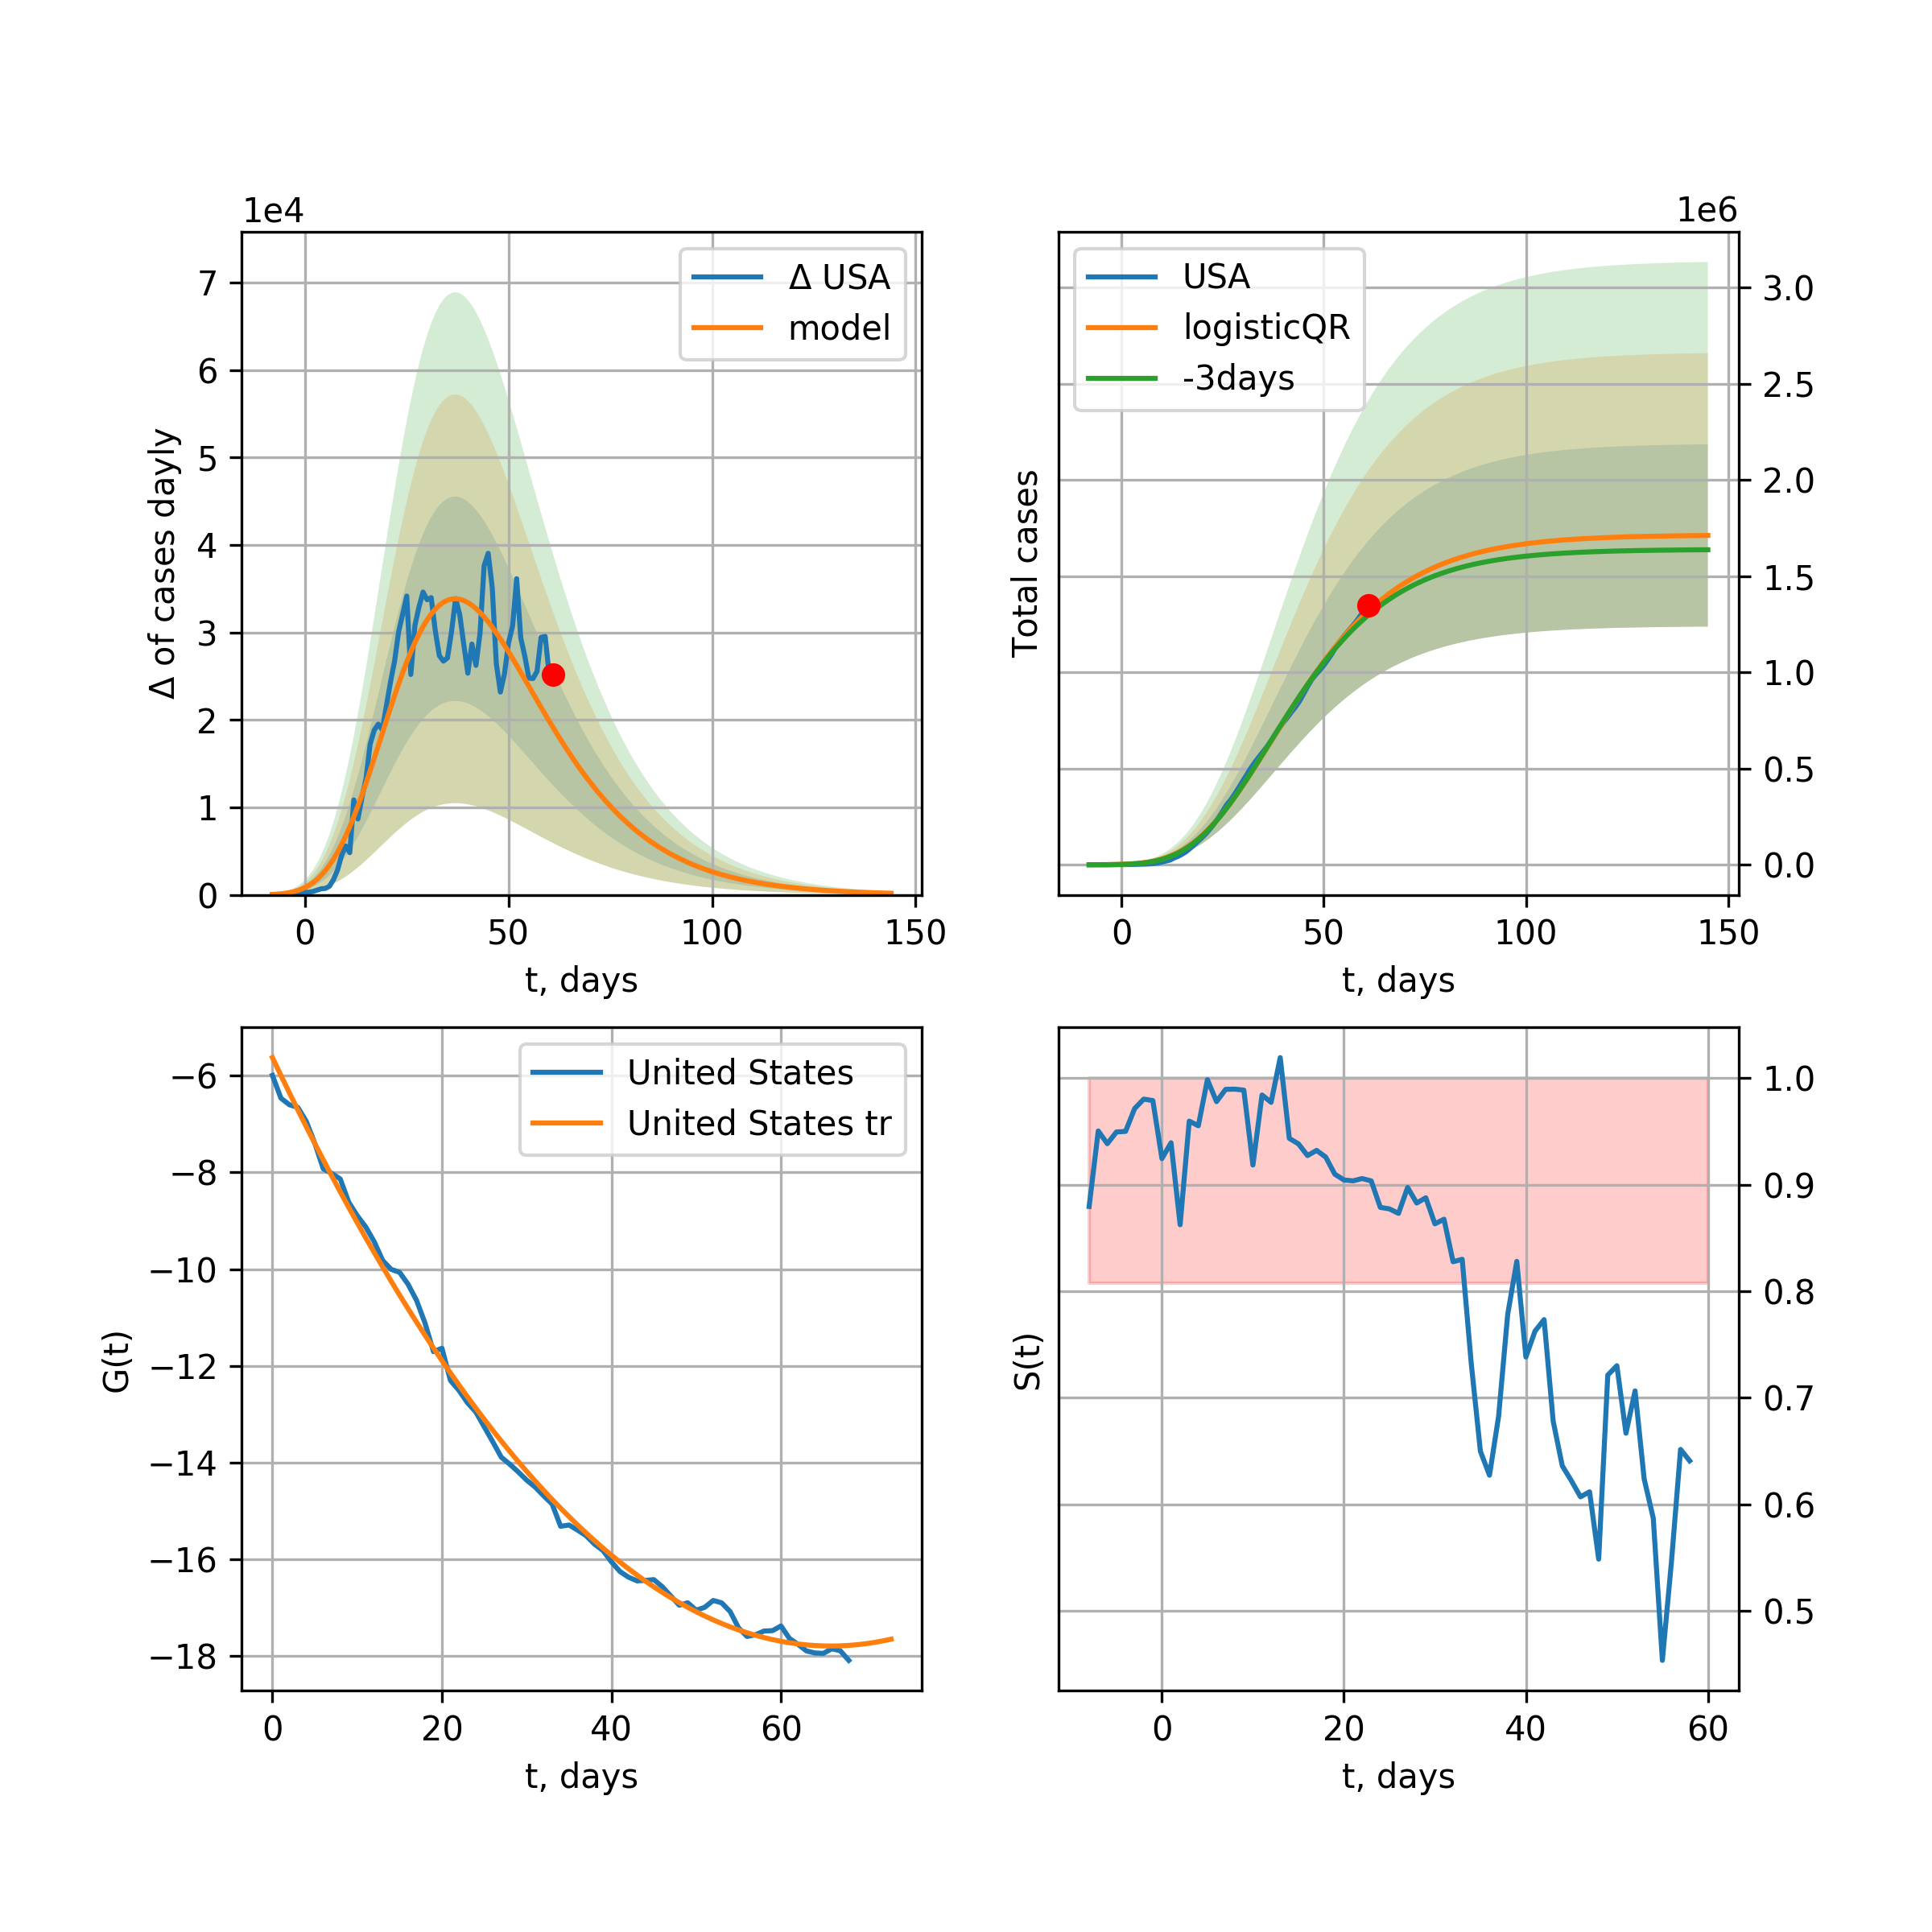 1e4
Δ USA
model
7
6
5
4
3
2
1
0
Δ of cases dayly
0 50 100 150
t, days
1e6
USA
logisticQR
-3days
3.0
2.5
2.0
1.5
1.0
0.5
0.0
Total cases
0 50 100 150
t, days
United States
United States tr
−6
−8
−10
−12
−14
−16
−18
G(t)
0 20 40 60
t, days
1.0
0.9
0.8
0.7
0.6
0.5
S(t)
0 20 40 60
t, days